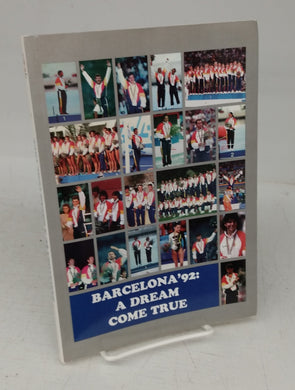 BARCELONA '92:
A DREAM
COME TRUE